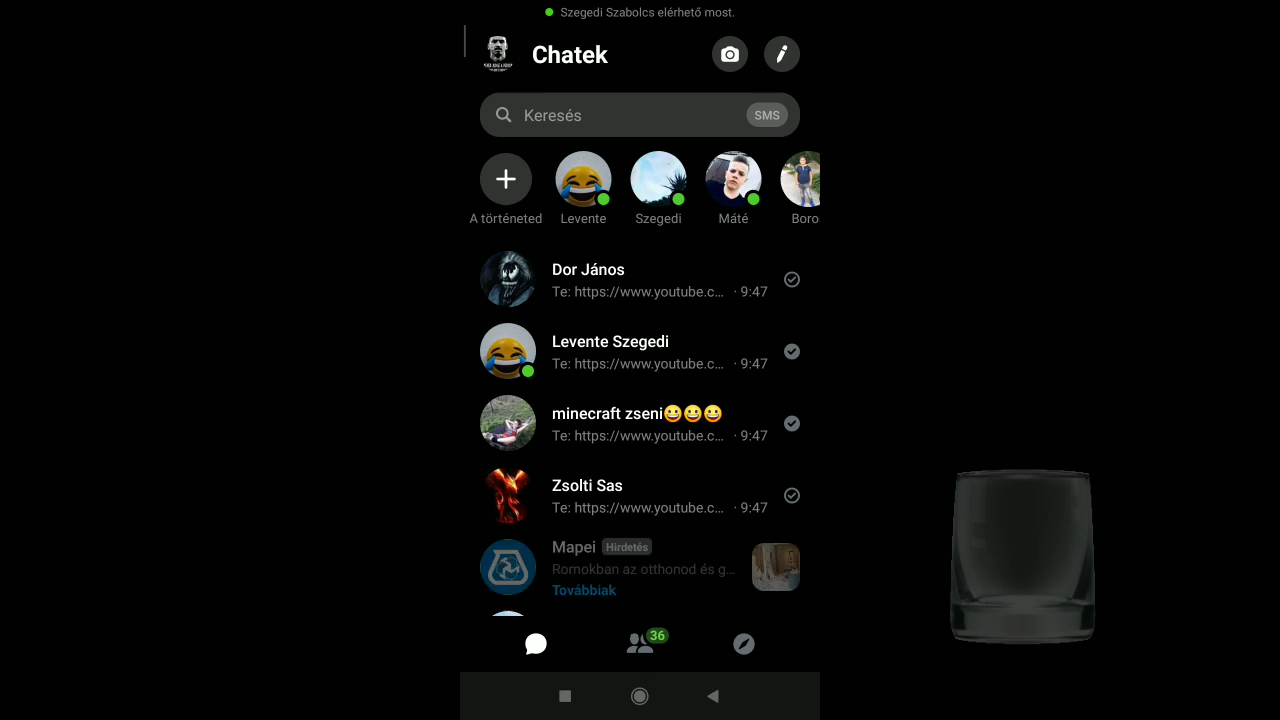 Szegedi Szabolcs elérhető most.
Chatek
Keresés
SMS
A történeted
Levente
Szegedi
Máté
Boro
Dor János
Te: https://www.youtube.c… · 9:47
Levente Szegedi
Te: https://www.youtube.c… · 9:47
minecraft zseni😀😀😀
Te: https://www.youtube.c… · 9:47
Zsolti Sas
Te: https://www.youtube.c… · 9:47
Mapei Hirdetés
Romokban az otthonod és g…
Továbbiak
36